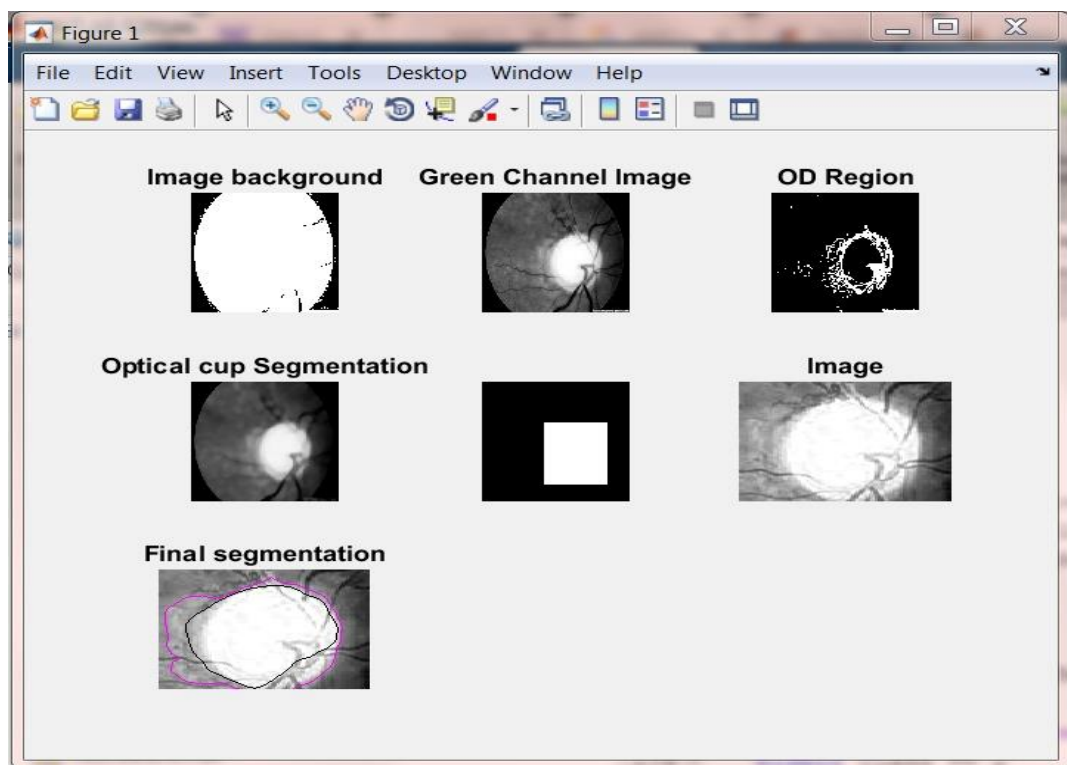 Figure 1
File Edit View Insert Tools Desktop Window Help
Image background Green Channel Image OD Region
Optical cup Segmentation Image
Final segmentation